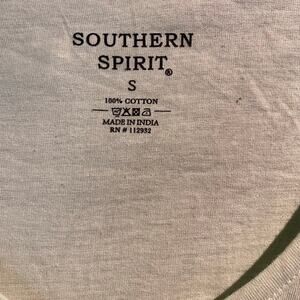 SOUTHERN
SPIRIT®
S
100% COTTON
MADE IN INDIA
RN # 112932